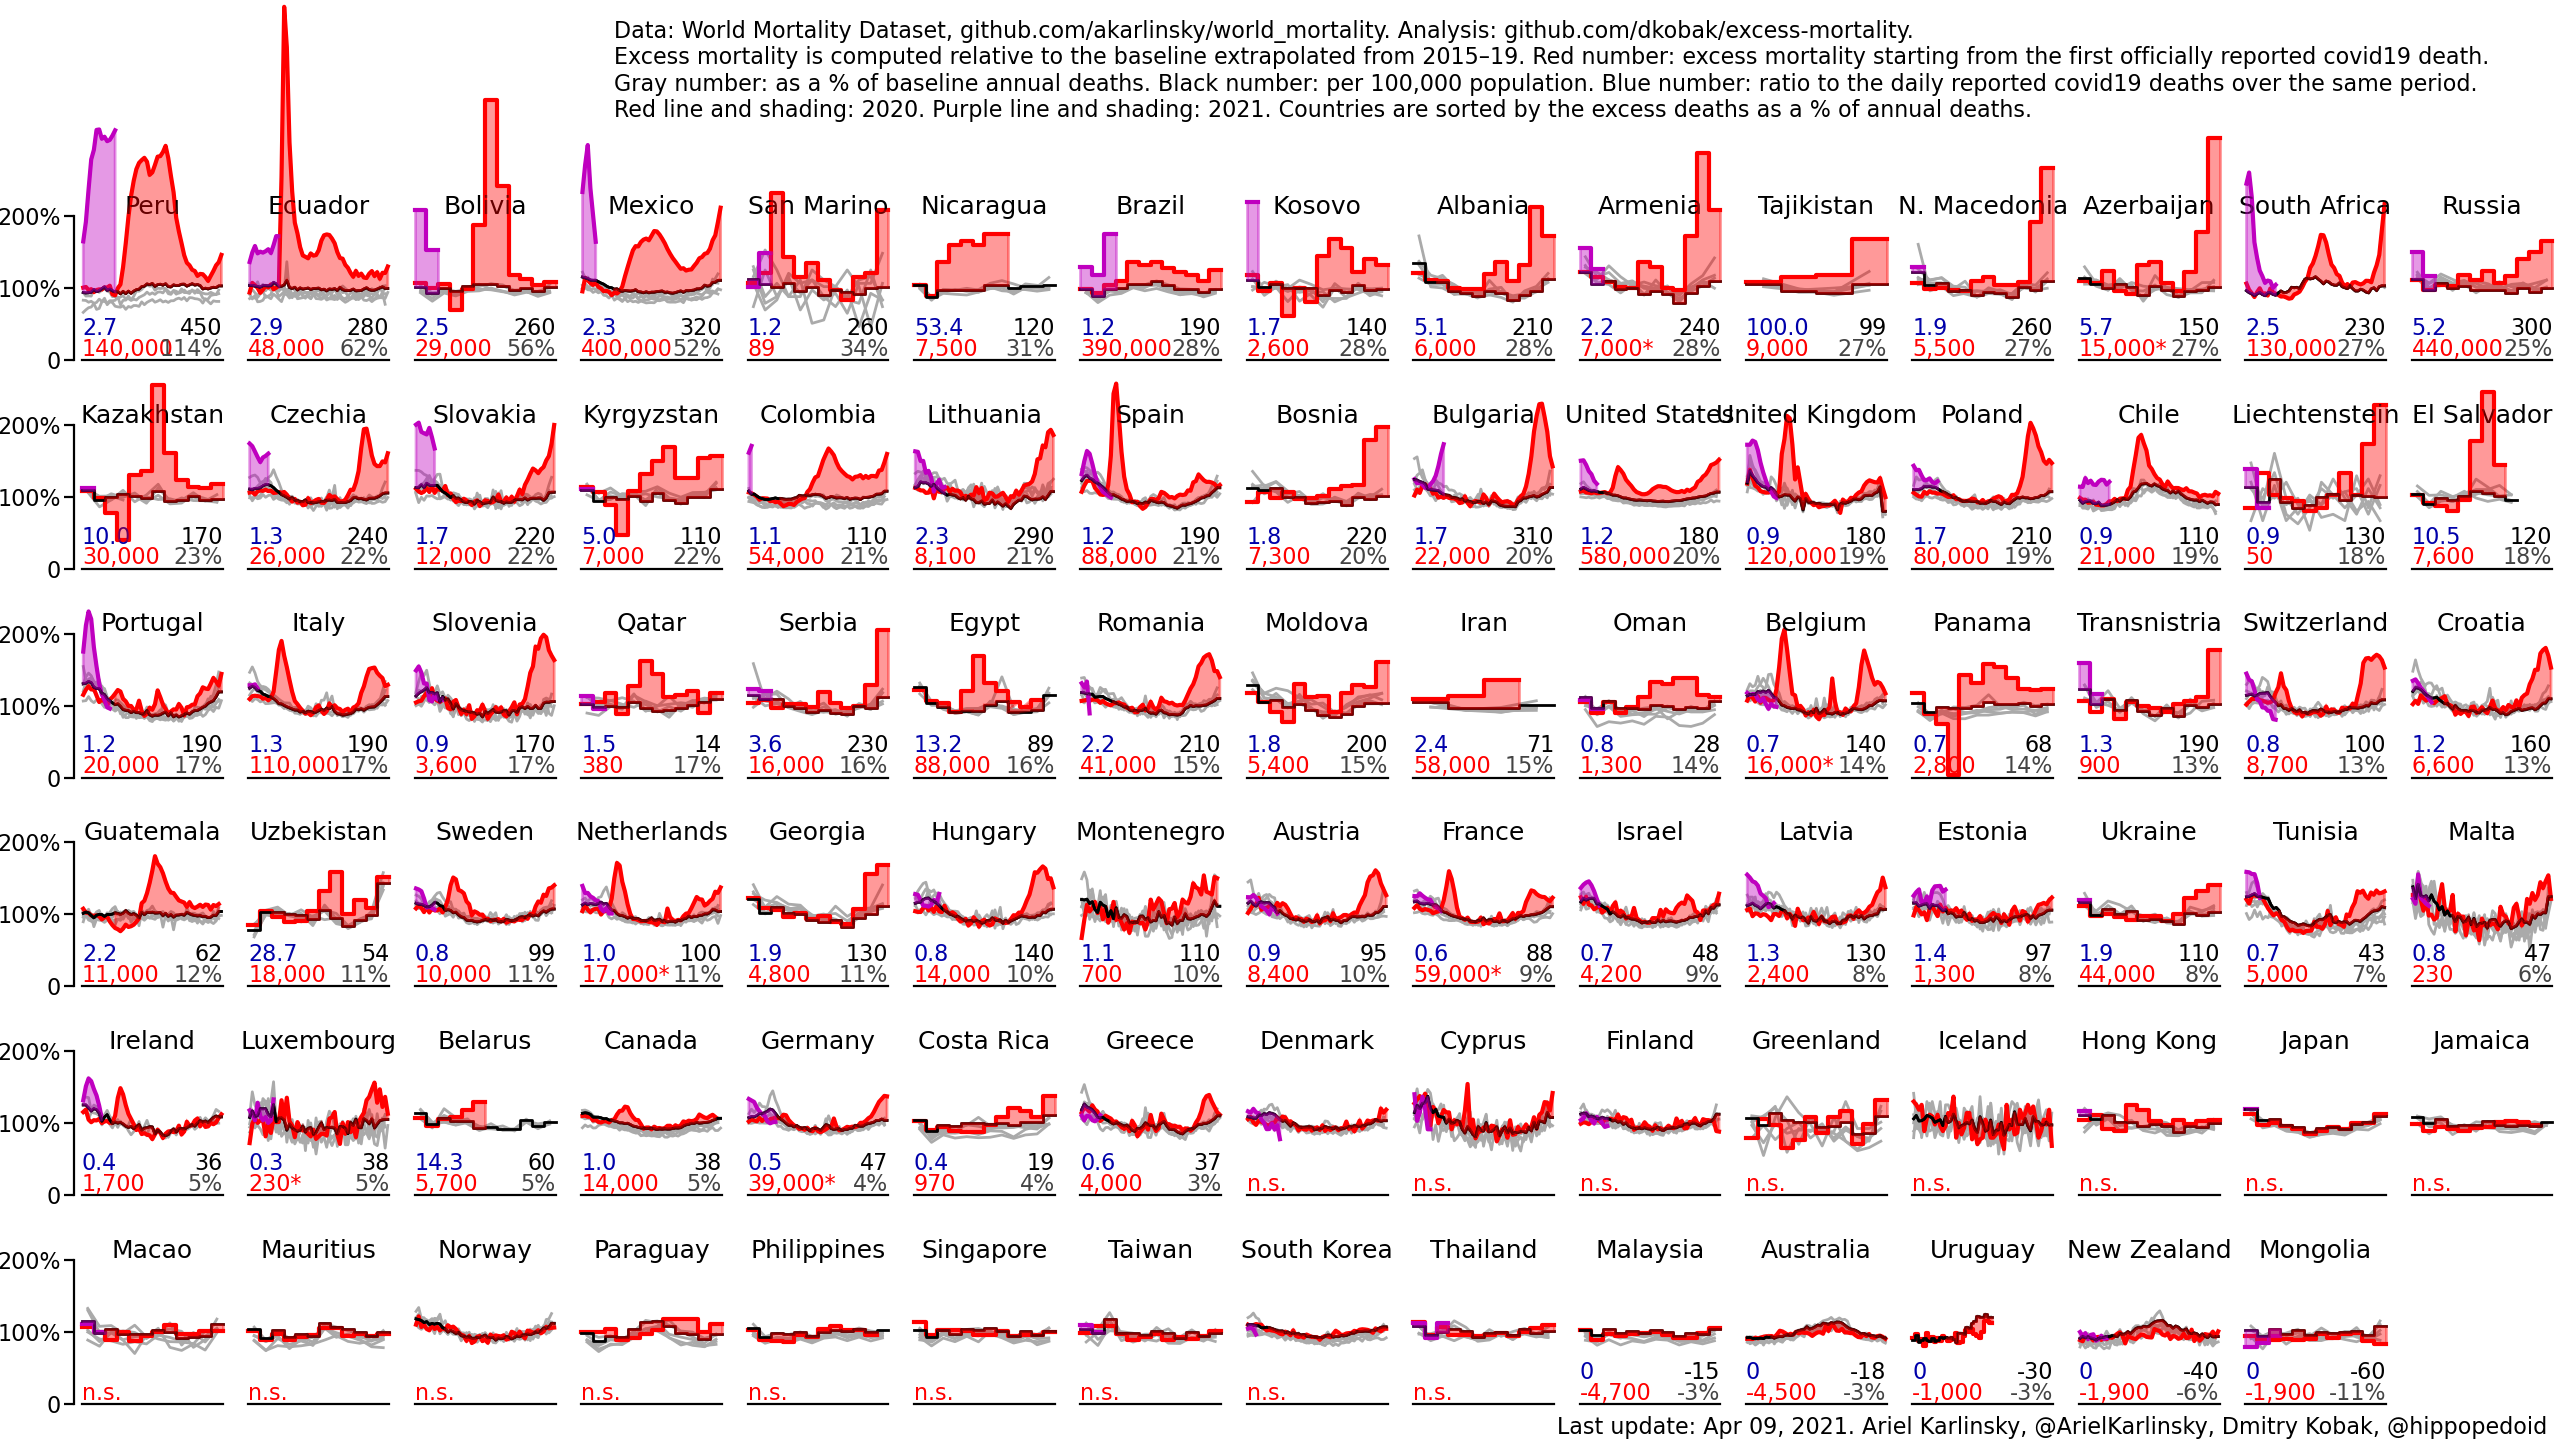 Data: World Mortality Dataset, github.com/akarlinsky/world_mortality. Analysis: github.com/dkobak/excess-mortality.
Excess mortality is computed relative to the baseline extrapolated from 2015–19. Red number: excess mortality starting from the first officially reported covid19 death.
Gray number: as a % of baseline annual deaths. Black number: per 100,000 population. Blue number: ratio to the daily reported covid19 deaths over the same period.
Red line and shading: 2020. Purple line and shading: 2021. Countries are sorted by the excess deaths as a % of annual deaths.
Peru Ecuador Bolivia Mexico San Marino Nicaragua Brazil Kosovo Albania Armenia Tajikistan N. Macedonia Azerbaijan South Africa Russia
200%
100%
2.7 450 2.9 280 2.5 260 2.3 320 1.2 260 53.4 120 1.2 190 1.7 140 5.1 210 2.2 240 100.0 99 1.9 260 5.7 150 2.5 230 5.2 300
140,000 114% 48,000 62% 29,000 56% 400,000 52% 89 34% 7,500 31% 390,000 28% 2,600 28% 6,000 28% 7,000* 28% 9,000 27% 5,500 27% 15,000* 27% 130,000 27% 440,000 25%
0
Kazakhstan Czechia Slovakia Kyrgyzstan Colombia Lithuania Spain Bosnia Bulgaria United States United Kingdom Poland Chile Liechtenstein El Salvador
200%
100%
10.0 170 1.3 240 1.7 220 5.0 110 1.1 110 2.3 290 1.2 190 1.8 220 1.7 310 1.2 180 0.9 180 1.7 210 0.9 110 0.9 130 10.5 120
30,000 23% 26,000 22% 12,000 22% 7,000 22% 54,000 21% 8,100 21% 88,000 21% 7,300 20% 22,000 20% 580,000 20% 120,000 19% 80,000 19% 21,000 19% 50 18% 7,600 18%
0
Portugal Italy Slovenia Qatar Serbia Egypt Romania Moldova Iran Oman Belgium Panama Transnistria Switzerland Croatia
200%
100%
1.2 190 1.3 190 0.9 170 1.5 14 3.6 230 13.2 89 2.2 210 1.8 200 2.4 71 0.8 28 0.7 140 0.7 68 1.3 190 0.8 100 1.2 160
20,000 17% 110,000 17% 3,600 17% 380 17% 16,000 16% 88,000 16% 41,000 15% 5,400 15% 58,000 15% 1,300 14% 16,000* 14% 2,800 14% 900 13% 8,700 13% 6,600 13%
0
Guatemala Uzbekistan Sweden Netherlands Georgia Hungary Montenegro Austria France Israel Latvia Estonia Ukraine Tunisia Malta
200%
100%
2.2 62 28.7 54 0.8 99 1.0 100 1.9 130 0.8 140 1.1 110 0.9 95 0.6 88 0.7 48 1.3 130 1.4 97 1.9 110 0.7 43 0.8 47
11,000 12% 18,000 11% 10,000 11% 17,000* 11% 4,800 11% 14,000 10% 700 10% 8,400 10% 59,000* 9% 4,200 9% 2,400 8% 1,300 8% 44,000 8% 5,000 7% 230 6%
0
Ireland Luxembourg Belarus Canada Germany Costa Rica Greece Denmark Cyprus Finland Greenland Iceland Hong Kong Japan Jamaica
200%
100%
0.4 36 0.3 38 14.3 60 1.0 38 0.5 47 0.4 19 0.6 37
1,700 5% 230* 5% 5,700 5% 14,000 5% 39,000* 4% 970 4% 4,000 3% n.s. n.s. n.s. n.s. n.s. n.s. n.s. n.s.
0
Macao Mauritius Norway Paraguay Philippines Singapore Taiwan South Korea Thailand Malaysia Australia Uruguay New Zealand Mongolia
200%
100%
0 -15 0 -18 0 -30 0 -40 0 -60
n.s. n.s. n.s. n.s. n.s. n.s. n.s. n.s. n.s. -4,700 -3% -4,500 -3% -1,000 -3% -1,900 -6% -1,900 -11%
0
Last update: Apr 09, 2021. Ariel Karlinsky, @ArielKarlinsky, Dmitry Kobak, @hippopedoid